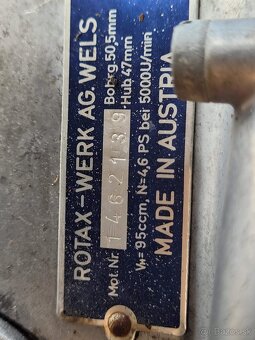 ROTAX-WERK AG. WELS
Bohrg. 50,5mm
Mot. Nr. 1462139 Hub 47mm
VH=95ccm, N=4,6 PS bei 5000U/min
MADE IN AUSTRIA